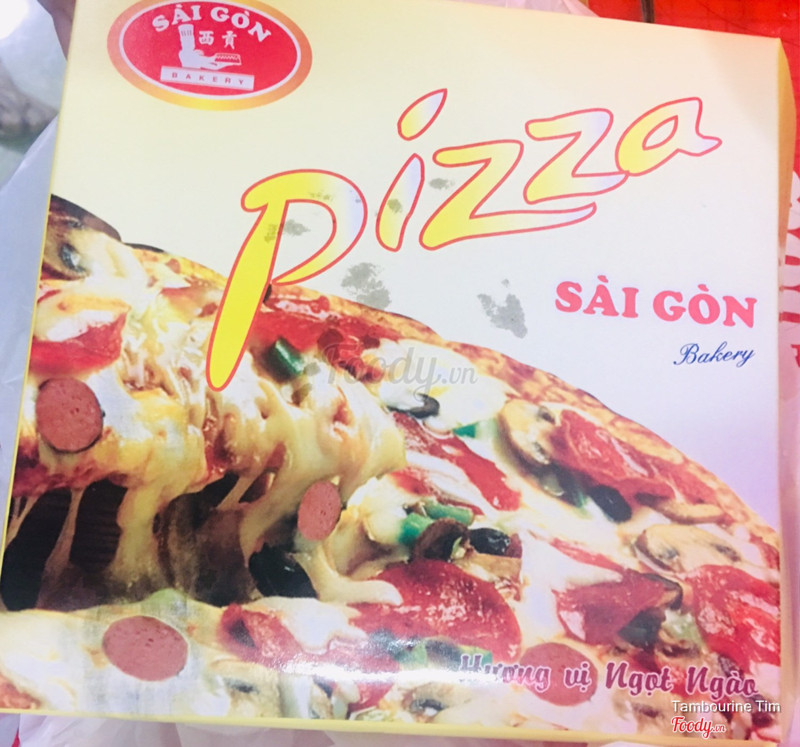 SÀI GÒN
西貢
BAKERY
pizza
SÀI GÒN
Bakery
Foody.vn
Hương vị Ngọt Ngào
Tambourine Tim
Foody.vn